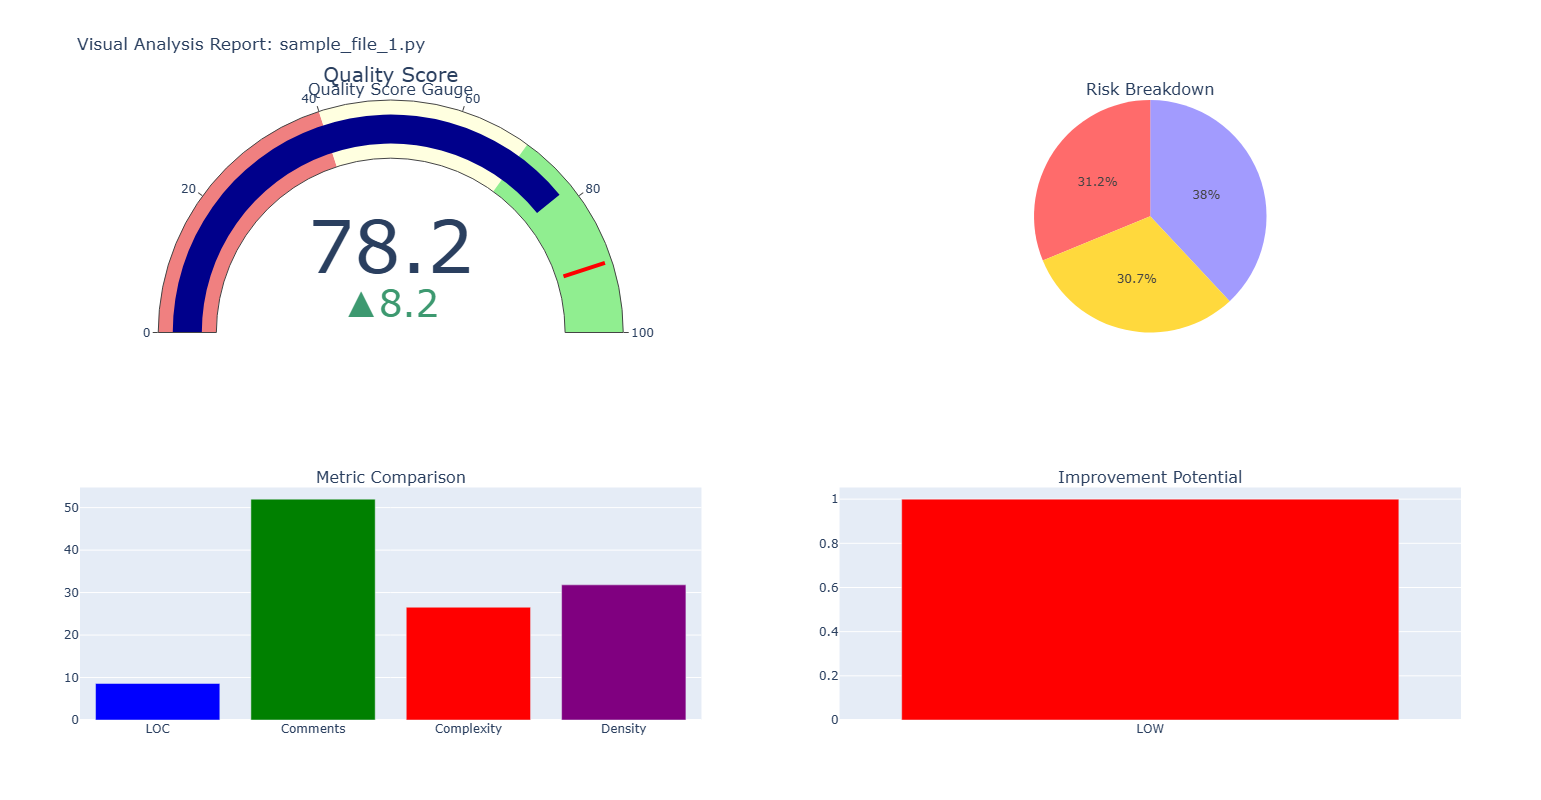 Visual Analysis Report: sample_file_1.py
Quality Score
Quality Score Gauge
0
20
40
60
80
100
78.2
▲8.2
Risk Breakdown
31.2%
38%
30.7%
Metric Comparison
50
40
30
20
10
0
LOC
Comments
Complexity
Density
Improvement Potential
1
0.8
0.6
0.4
0.2
0
LOW